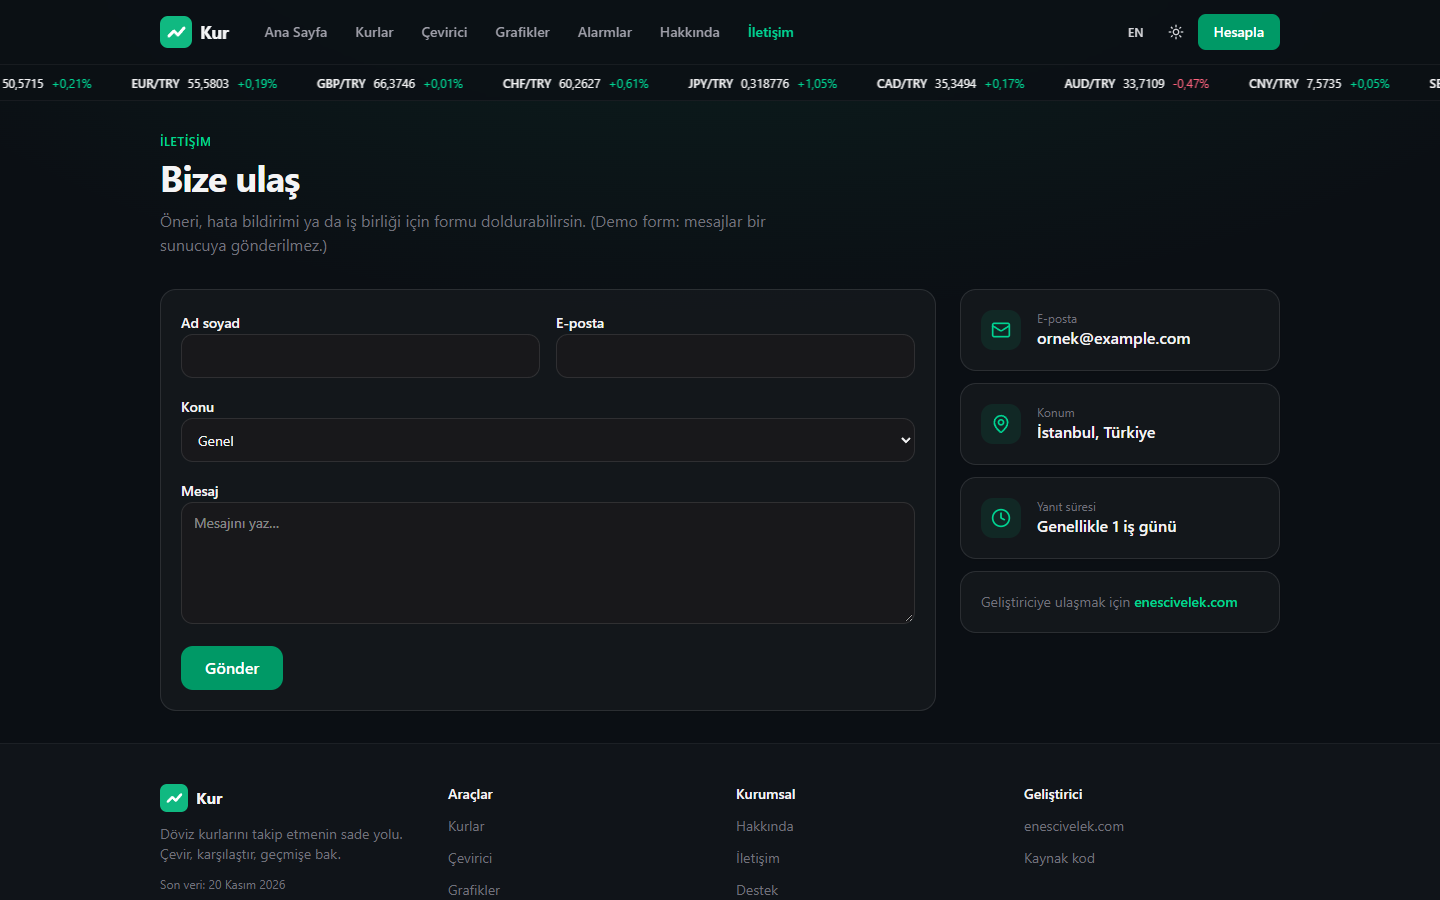 Kur
Ana Sayfa
Kurlar
Çevirici
Grafikler
Alarmlar
Hakkında
İletişim
EN
Hesapla
50,5715 +0,21% EUR/TRY 55,5803 +0,19% GBP/TRY 66,3746 +0,01% CHF/TRY 60,2627 +0,61% JPY/TRY 0,318776 +1,05% CAD/TRY 35,3494 +0,17% AUD/TRY 33,7109 -0,47% CNY/TRY 7,5735 +0,05%
İLETİŞİM
Bize ulaş
Öneri, hata bildirimi ya da iş birliği için formu doldurabilirsin. (Demo form: mesajlar bir
sunucuya gönderilmez.)
Ad soyad
E-posta
Konu
Genel
Mesaj
Mesajını yaz...
Gönder
E-posta
ornek@example.com
Konum
İstanbul, Türkiye
Yanıt süresi
Genellikle 1 iş günü
Geliştiriciye ulaşmak için enescivelek.com
Kur
Döviz kurlarını takip etmenin sade yolu.
Çevir, karşılaştır, geçmişe bak.
Son veri: 20 Kasım 2026
Araçlar
Kurlar
Çevirici
Grafikler
Kurumsal
Hakkında
İletişim
Destek
Geliştirici
enescivelek.com
Kaynak kod